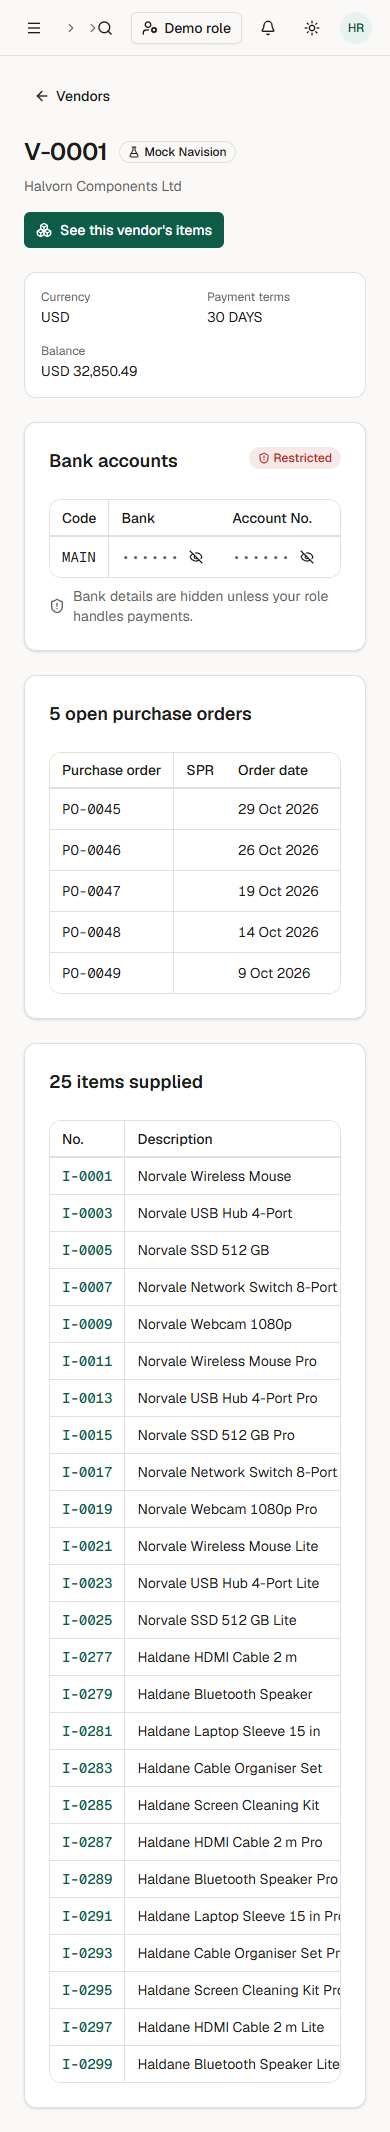 Demo role
HR
Vendors
V-0001
Mock Navision
Halvorn Components Ltd
See this vendor's items
Currency
Payment terms
USD
30 DAYS
Balance
USD 32,850.49
Bank accounts
Restricted
Code Bank Account No.
MAIN •••••• ••••••
Bank details are hidden unless your role
handles payments.
5 open purchase orders
Purchase order SPR Order date
PO-0045 29 Oct 2026
PO-0046 26 Oct 2026
PO-0047 19 Oct 2026
PO-0048 14 Oct 2026
PO-0049 9 Oct 2026
25 items supplied
No. Description
I-0001 Norvale Wireless Mouse
I-0003 Norvale USB Hub 4-Port
I-0005 Norvale SSD 512 GB
I-0007 Norvale Network Switch 8-Port
I-0009 Norvale Webcam 1080p
I-0011 Norvale Wireless Mouse Pro
I-0013 Norvale USB Hub 4-Port Pro
I-0015 Norvale SSD 512 GB Pro
I-0017 Norvale Network Switch 8-Port
I-0019 Norvale Webcam 1080p Pro
I-0021 Norvale Wireless Mouse Lite
I-0023 Norvale USB Hub 4-Port Lite
I-0025 Norvale SSD 512 GB Lite
I-0277 Haldane HDMI Cable 2 m
I-0279 Haldane Bluetooth Speaker
I-0281 Haldane Laptop Sleeve 15 in
I-0283 Haldane Cable Organiser Set
I-0285 Haldane Screen Cleaning Kit
I-0287 Haldane HDMI Cable 2 m Pro
I-0289 Haldane Bluetooth Speaker Pro
I-0291 Haldane Laptop Sleeve 15 in Pro
I-0293 Haldane Cable Organiser Set Pr
I-0295 Haldane Screen Cleaning Kit Pro
I-0297 Haldane HDMI Cable 2 m Lite
I-0299 Haldane Bluetooth Speaker Lite